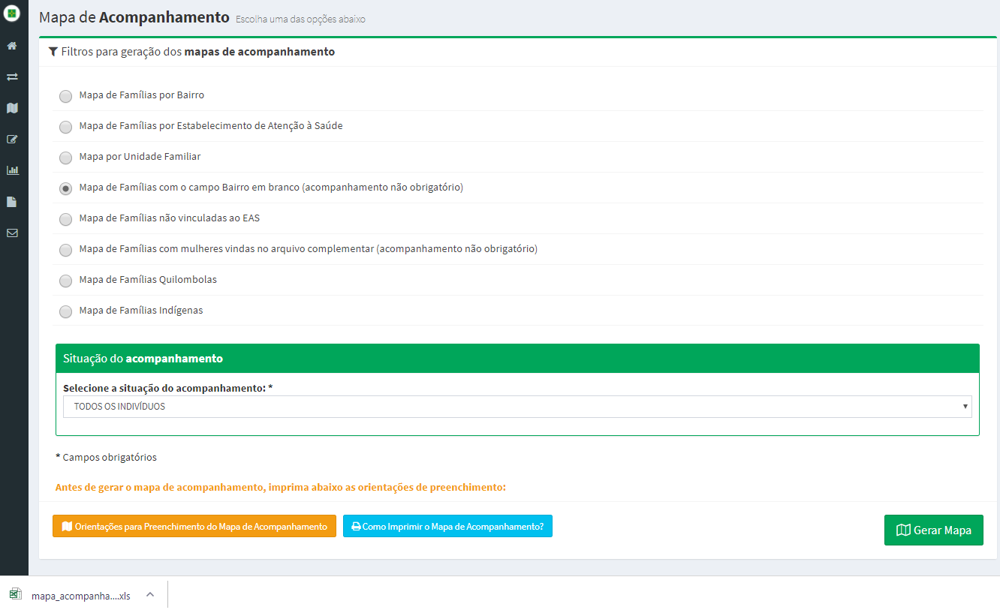 Mapa de Acompanhamento Escolha uma das opções abaixo
Filtros para geração dos mapas de acompanhamento
Mapa de Famílias por Bairro
Mapa de Famílias por Estabelecimento de Atenção à Saúde
Mapa por Unidade Familiar
Mapa de Famílias com o campo Bairro em branco (acompanhamento não obrigatório)
Mapa de Famílias não vinculadas ao EAS
Mapa de Famílias com mulheres vindas no arquivo complementar (acompanhamento não obrigatório)
Mapa de Famílias Quilombolas
Mapa de Famílias Indígenas
Situação do acompanhamento
Selecione a situação do acompanhamento: *
TODOS OS INDIVÍDUOS
* Campos obrigatórios
Antes de gerar o mapa de acompanhamento, imprima abaixo as orientações de preenchimento:
Orientações para Preenchimento do Mapa de Acompanhamento
Como Imprimir o Mapa de Acompanhamento?
Gerar Mapa
mapa_acompanha....xls